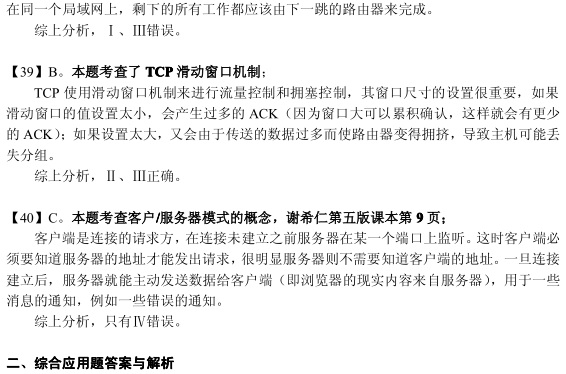 在同一个局域网上，剩下的所有工作都应该由下一跳的路由器来完成。
综上分析，Ⅰ、Ⅲ错误。
【39】B。本题考查了 TCP 滑动窗口机制；
TCP 使用滑动窗口机制来进行流量控制和拥塞控制，其窗口尺寸的设置很重要，如果
滑动窗口的值设置太小，会产生过多的 ACK（因为窗口大可以累积确认，这样就会有更少
的 ACK）；如果设置太大，又会由于传送的数据过多而使路由器变得拥挤，导致主机可能丢
失分组。
综上分析，Ⅱ、Ⅲ正确。
【40】C。本题考查客户/服务器模式的概念，谢希仁第五版课本第 9 页；
客户端是连接的请求方，在连接未建立之前服务器在某一个端口上监听。这时客户端必
须要知道服务器的地址才能发出请求，很明显服务器则不需要知道客户端的地址。一旦连接
建立后，服务器就能主动发送数据给客户端（即浏览器的现实内容来自服务器），用于一些
消息的通知，例如一些错误的通知。
综上分析，只有Ⅳ错误。
二、综合应用题答案与解析